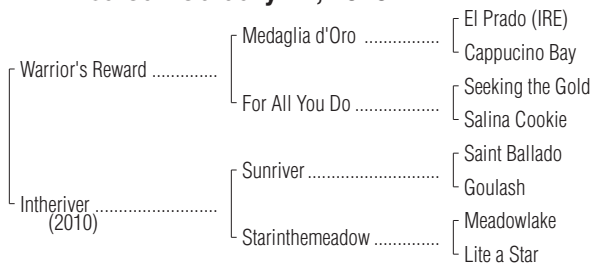 Medaglia d'Oro ................
El Prado (IRE)
Cappucino Bay
Warrior's Reward ..............
For All You Do ..................
Seeking the Gold
Salina Cookie
Sunriver ............................
Saint Ballado
Goulash
Intheriver ..........................
(2010)
Starinthemeadow ..............
Meadowlake
Lite a Star